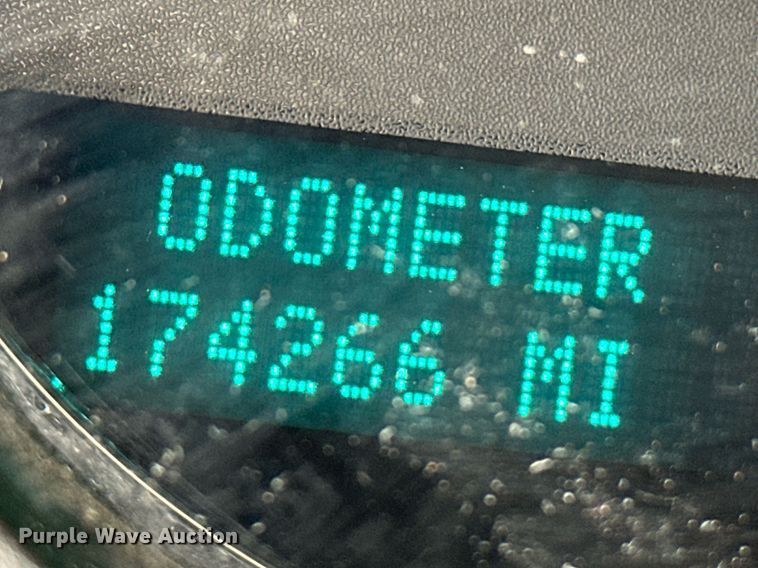 ODOMETER
174266 MI
Purple Wave Auction